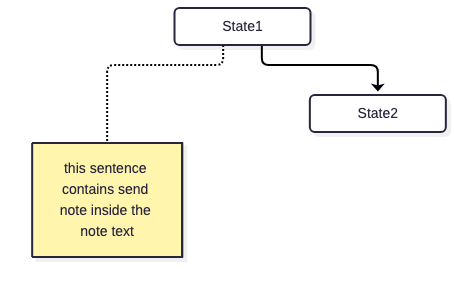 State1
State2
this sentence
contains send
note inside the
note text